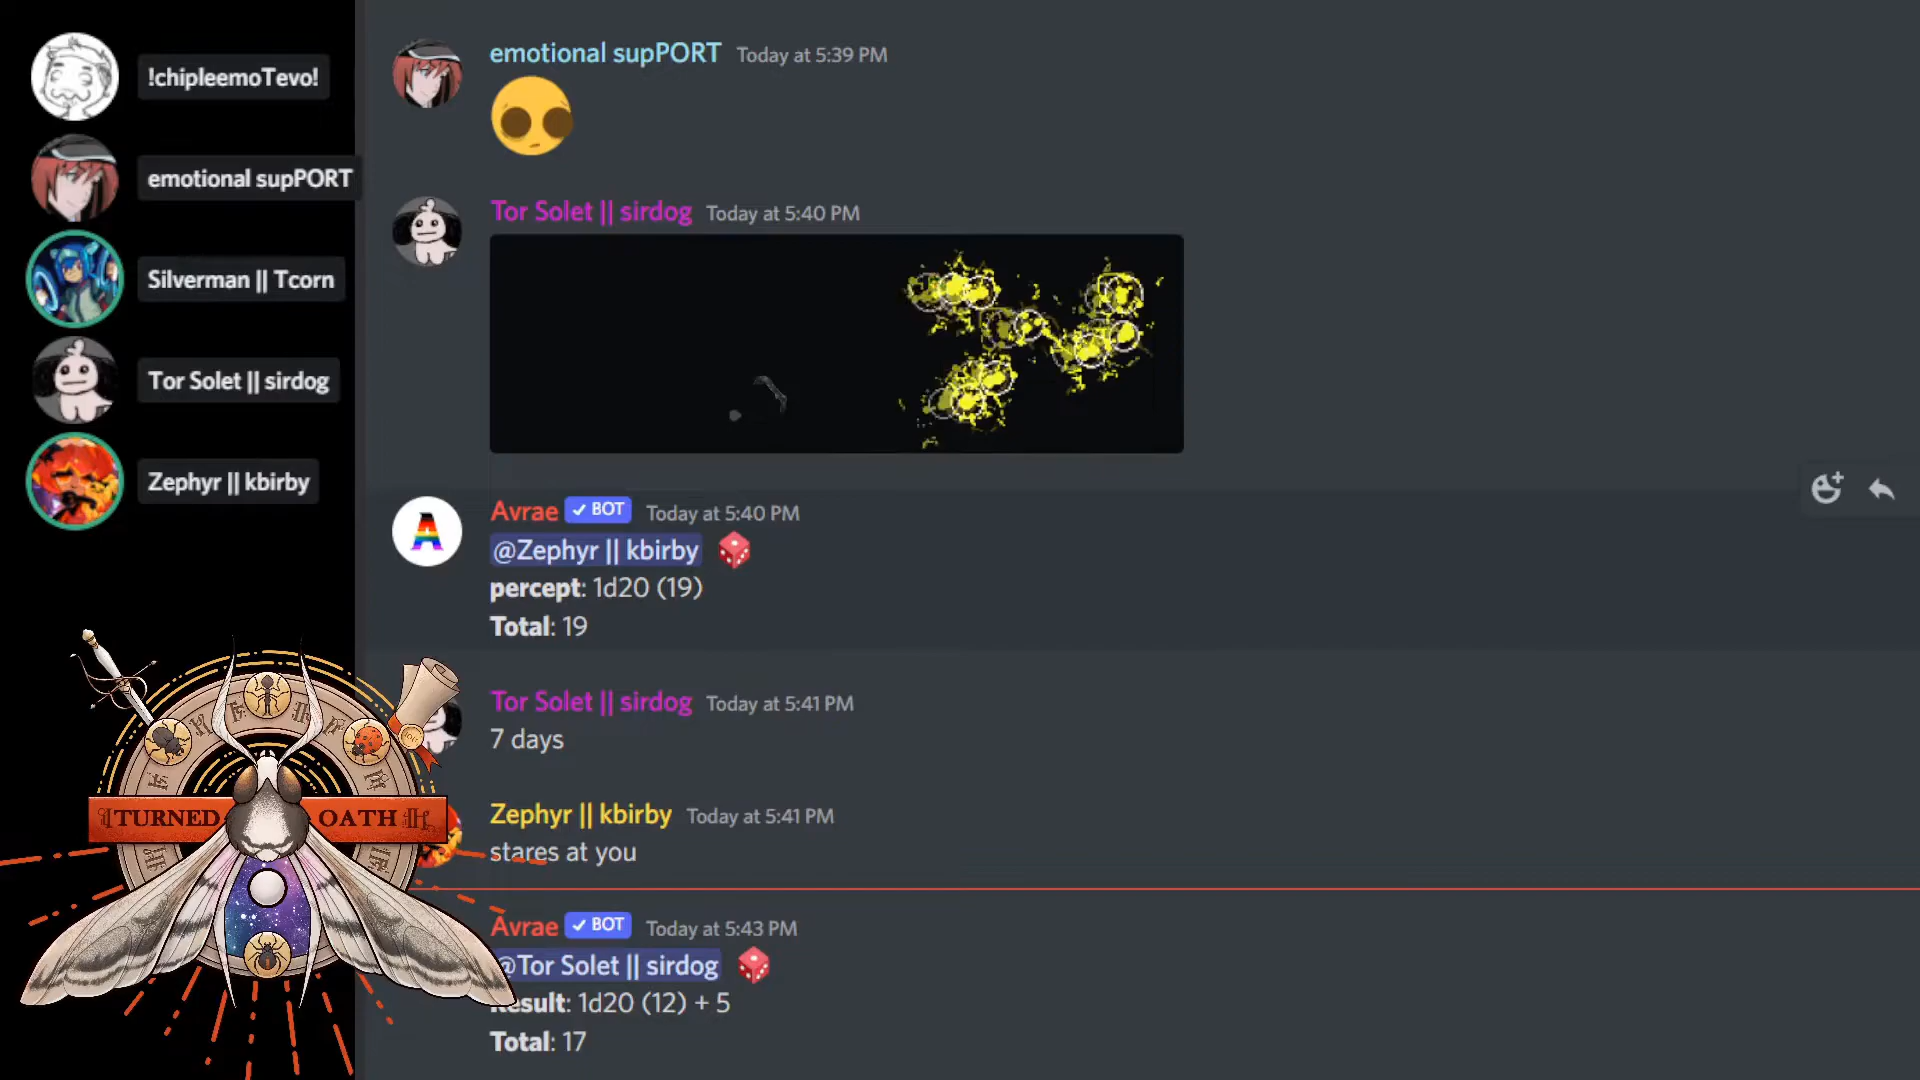 !chipleemoTevo!
emotional supPORT
Silverman || Tcorn
Tor Solet || sirdog
Zephyr || kbirby
TURNED OATH
emotional supPORT Today at 5:39 PM
Tor Solet || sirdog Today at 5:40 PM
A
Avrae ✓ BOT Today at 5:40 PM
@Zephyr || kbirby
percept: 1d20 (19)
Total: 19
Tor Solet || sirdog Today at 5:41 PM
7 days
Zephyr || kbirby Today at 5:41 PM
stares at you
Avrae ✓ BOT Today at 5:43 PM
@Tor Solet || sirdog
Result: 1d20 (12) + 5
Total: 17